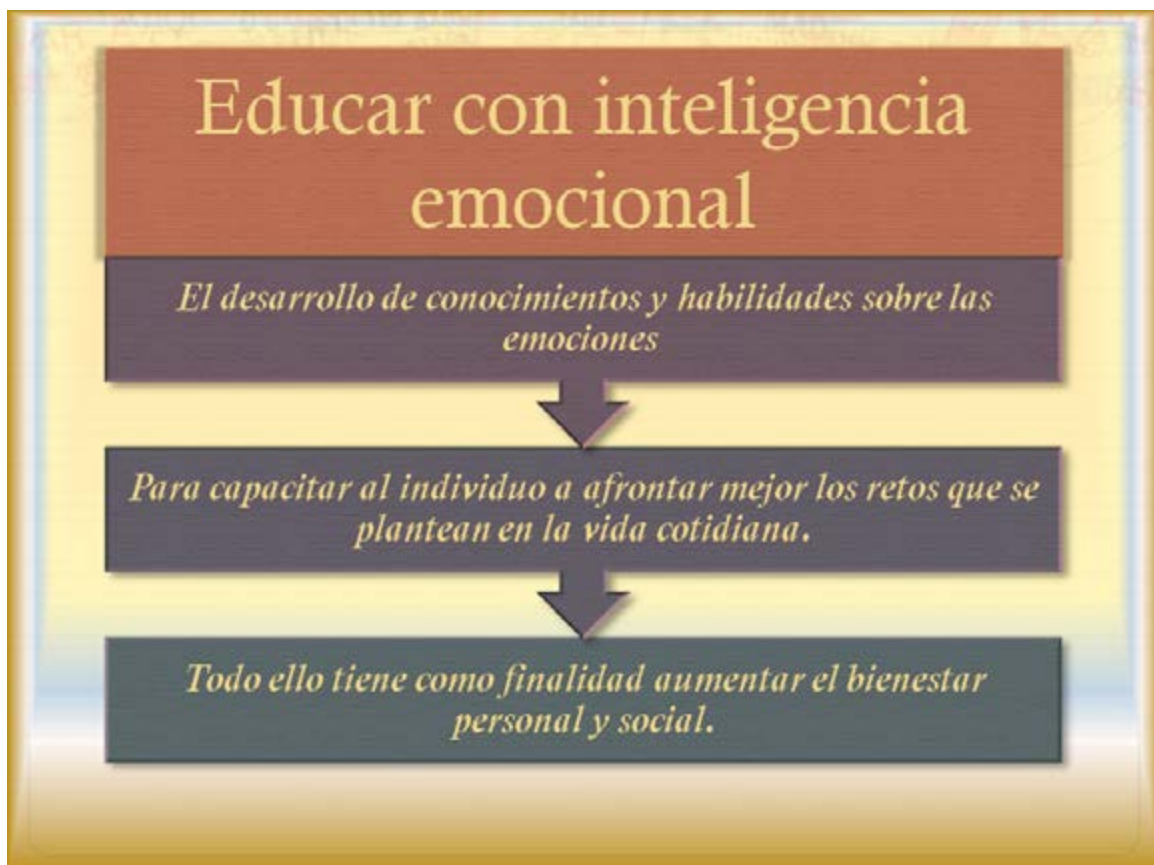 Educar con inteligencia
emocional
El desarrollo de conocimientos y habilidades sobre las
emociones
Para capacitar al individuo a afrontar mejor los retos que se
plantean en la vida cotidiana.
Todo ello tiene como finalidad aumentar el bienestar
personal y social.